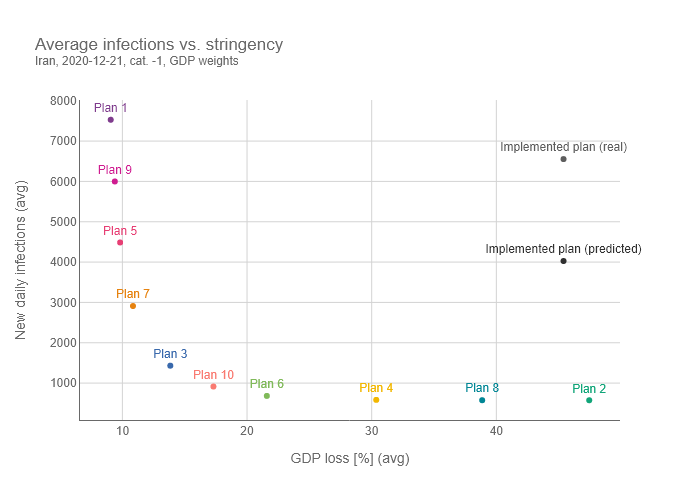 Average infections vs. stringency
Iran, 2020-12-21, cat. -1, GDP weights
8000
Plan 1
7000
Implemented plan (real)
Plan 9
6000
5000
Plan 5
Implemented plan (predicted)
4000
Plan 7
3000
2000
Plan 3
Plan 10
1000
Plan 6
Plan 4
Plan 8
Plan 2
10
20
30
40
GDP loss [%] (avg)
New daily infections (avg)